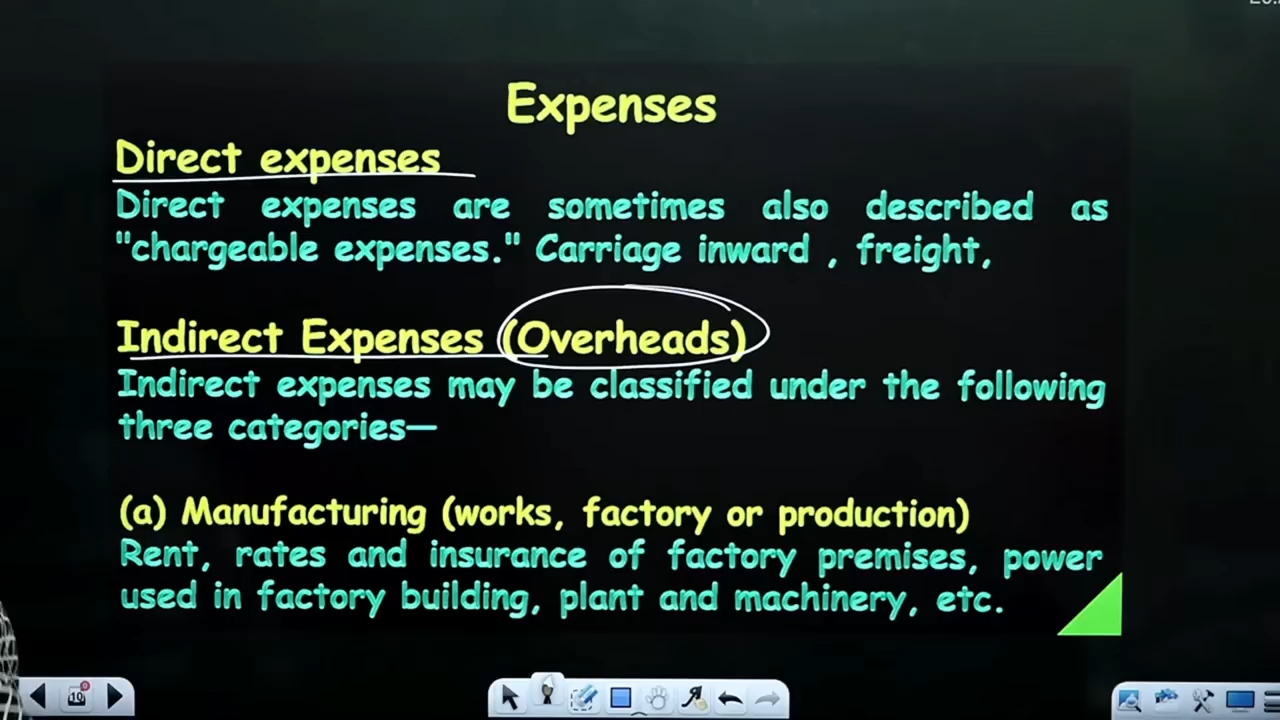 Expenses
Direct expenses
Direct expenses are sometimes also described as
"chargeable expenses." Carriage inward , freight,
Indirect Expenses (Overheads)
Indirect expenses may be classified under the following
three categories—
(a) Manufacturing (works, factory or production)
Rent, rates and insurance of factory premises, power
used in factory building, plant and machinery, etc.
10